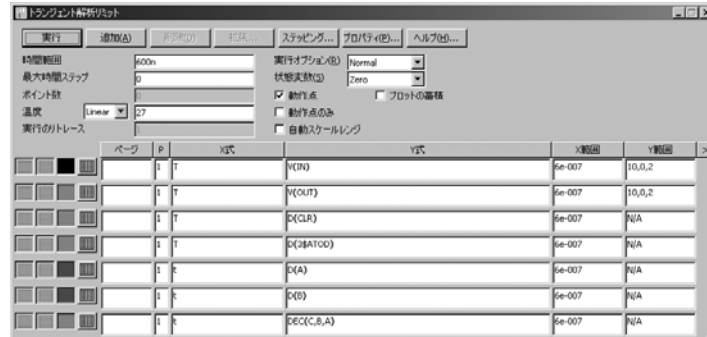 トランジェント解析リミット
実行 追加(A) 削除(D) 拡張... ステッピング... プロパティ(P)... ヘルプ(H)...
時間範囲 600n 実行オプション(R) Normal
最大時間ステップ 0 状態変数(S) Zero
ポイント数 動作点 プロットの蓄積
温度 Linear 27 動作点のみ
実行のリトレース 1 自動スケールレンジ
ページ P X式 Y式 X範囲 Y範囲 >
1 T V(IN) 6e-007 10,0,2
1 T V(OUT) 6e-007 10,0,2
1 T D(CLR) 6e-007 N/A
1 T D(3$ATOD) 6e-007 N/A
1 t D(A) 6e-007 N/A
1 t D(B) 6e-007 N/A
1 t DEC(C,B,A) 6e-007 N/A